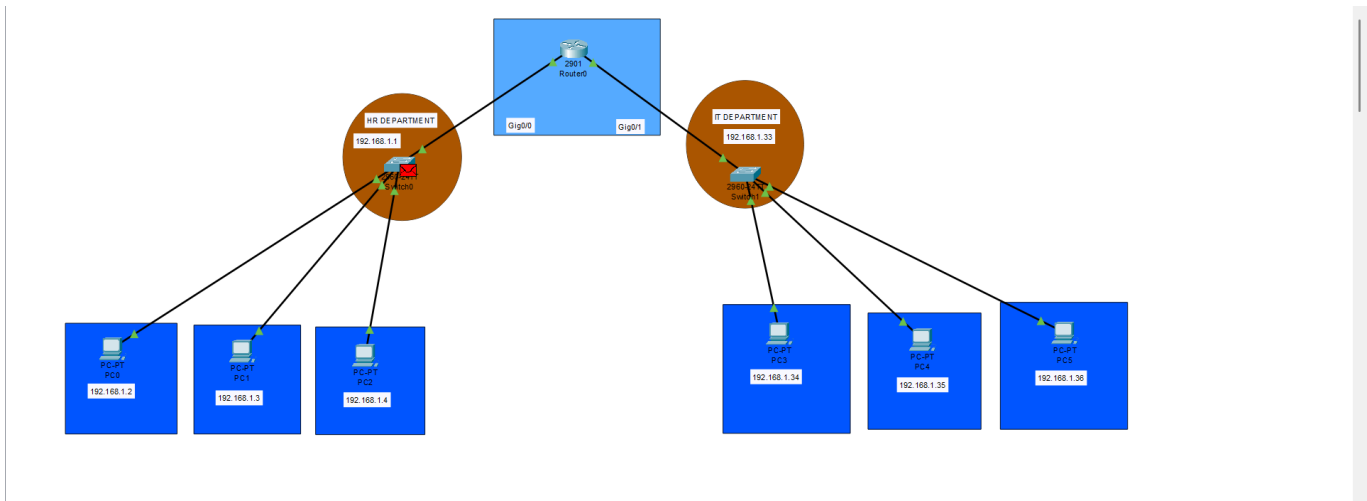 2901
Router0
Gig0/0
Gig0/1
HR DEPARTMENT
192.168.1.1
Switch0
IT DEPARTMENT
192.168.1.33
Switch1
PC-PT
PC0
192.168.1.2
PC-PT
PC1
192.168.1.3
PC-PT
PC2
192.168.1.4
PC-PT
PC3
192.168.1.34
PC-PT
PC4
192.168.1.35
PC-PT
PC5
192.168.1.36